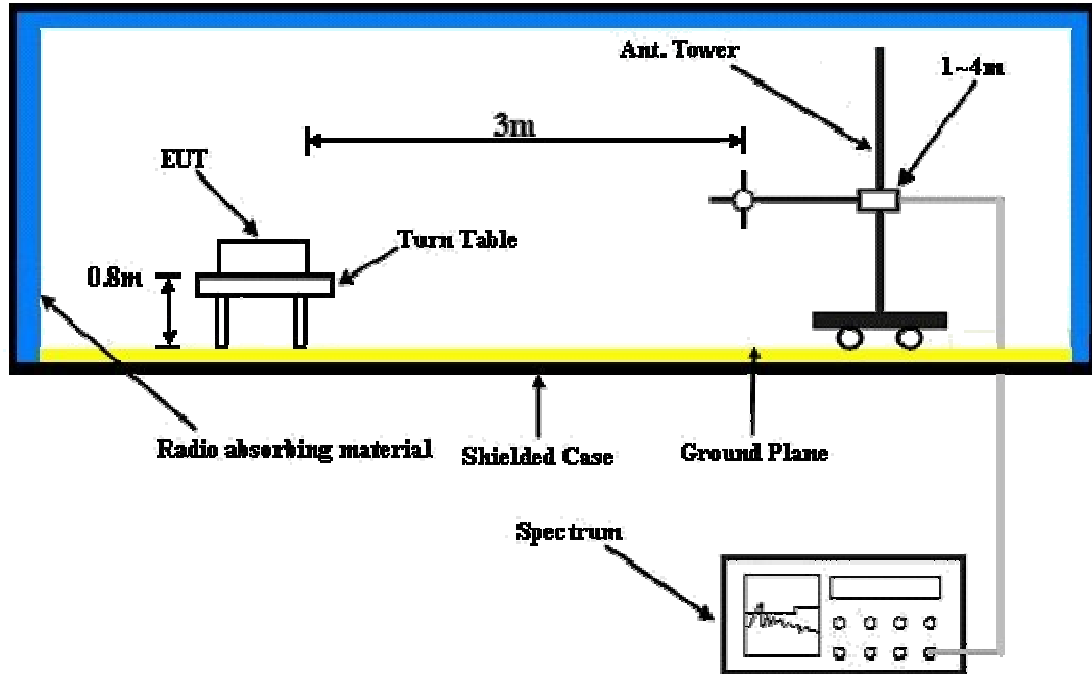 Ant. Tower
1~4m
3m
EUT
Turn Table
0.8m
Radio absorbing material
Shielded Case
Ground Plane
Spectrum